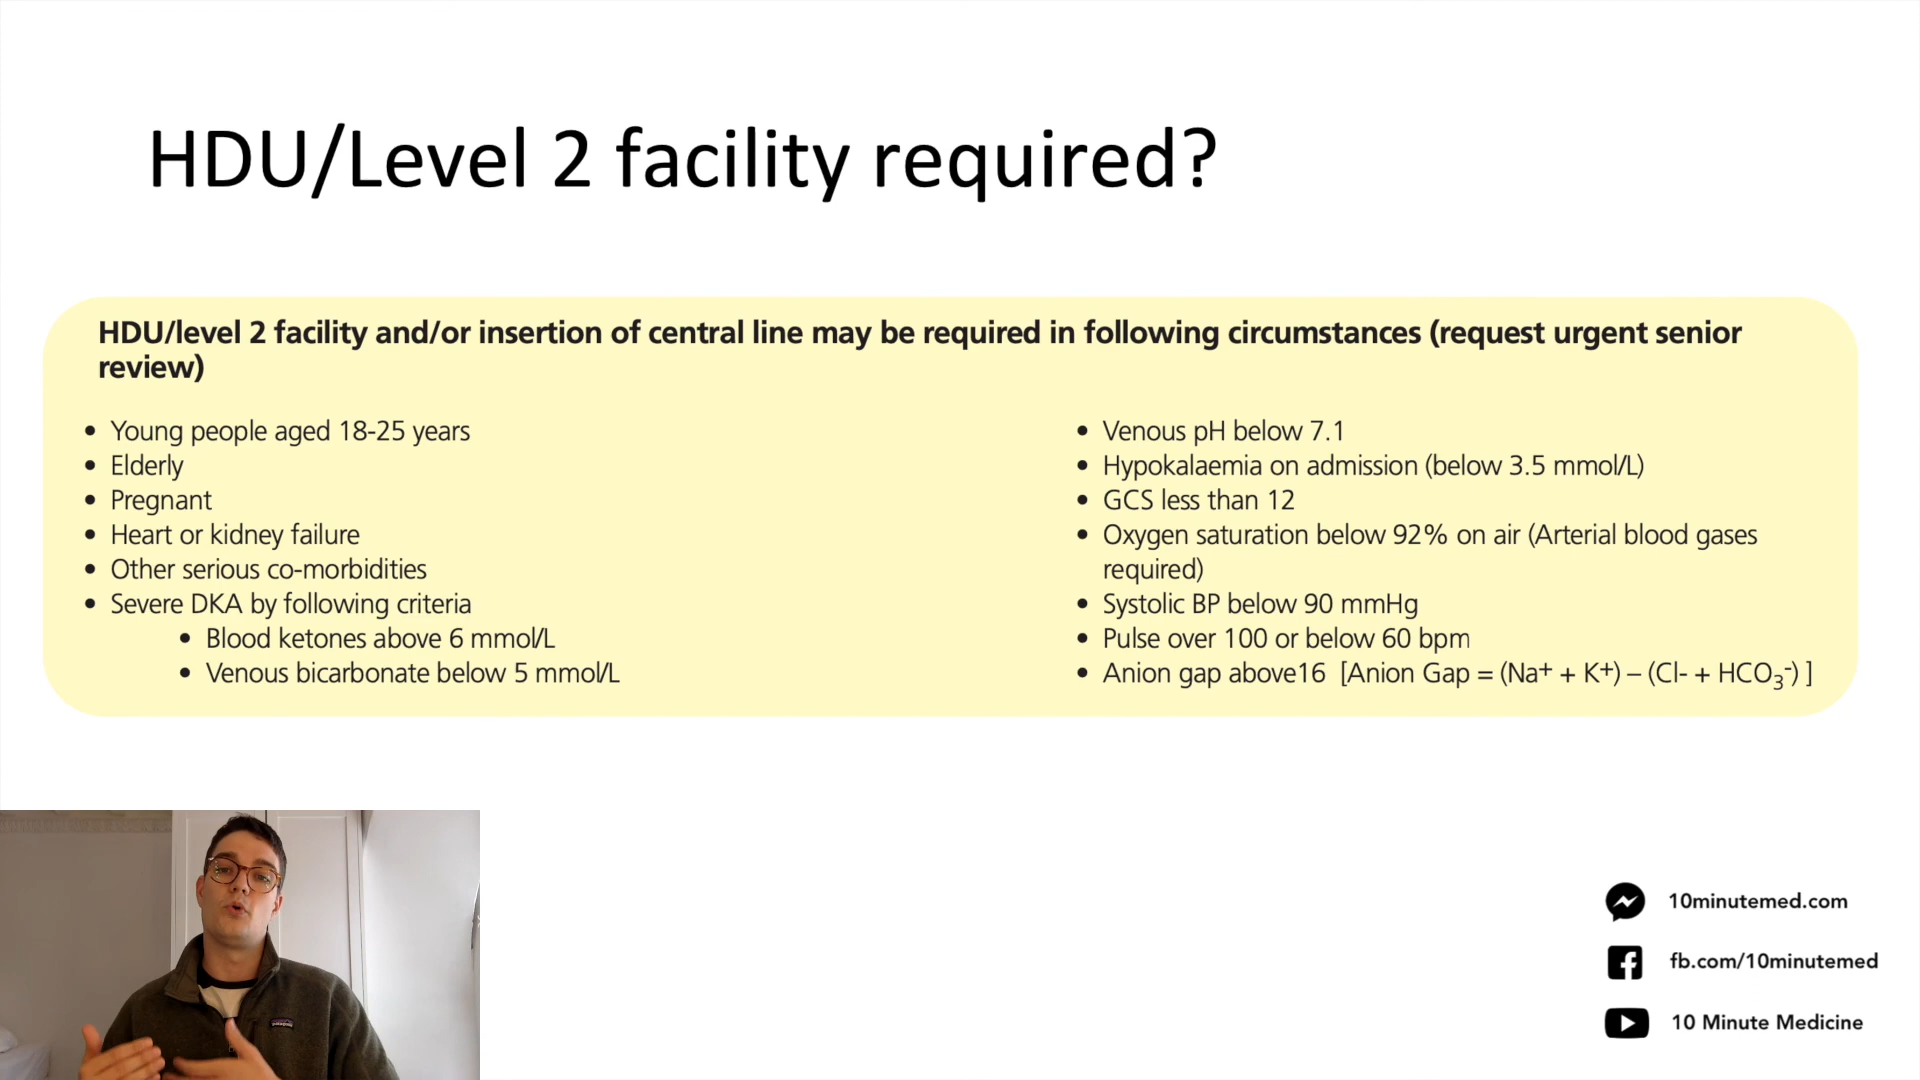 HDU/Level 2 facility required?
HDU/level 2 facility and/or insertion of central line may be required in following circumstances (request urgent senior
review)
• Young people aged 18-25 years
• Elderly
• Pregnant
• Heart or kidney failure
• Other serious co-morbidities
• Severe DKA by following criteria
• Blood ketones above 6 mmol/L
• Venous bicarbonate below 5 mmol/L
• Venous pH below 7.1
• Hypokalaemia on admission (below 3.5 mmol/L)
• GCS less than 12
• Oxygen saturation below 92% on air (Arterial blood gases
required)
• Systolic BP below 90 mmHg
• Pulse over 100 or below 60 bpm
• Anion gap above16 [Anion Gap = (Na⁺ + K⁺) – (Cl- + HCO₃⁻) ]
patagonia
10minutemed.com
fb.com/10minutemed
10 Minute Medicine